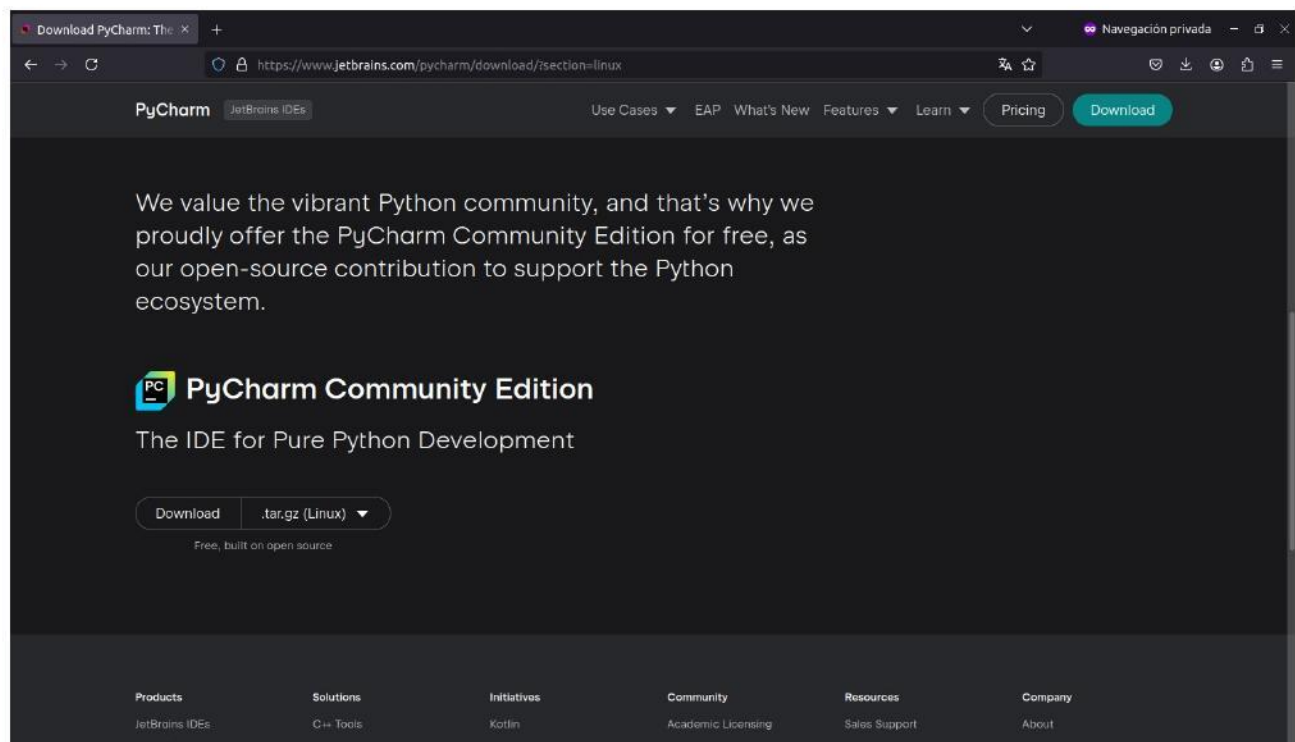 Download PyCharm: The
Navegación privada
https://www.jetbrains.com/pycharm/download/?section=linux
PyCharm JetBrains IDEs Use Cases EAP What's New Features Learn Pricing Download
We value the vibrant Python community, and that's why we
proudly offer the PyCharm Community Edition for free, as
our open-source contribution to support the Python
ecosystem.
PC PyCharm Community Edition
The IDE for Pure Python Development
Download .tar.gz (Linux)
Free, built on open source
Products Solutions Initiatives Community Resources Company
JetBrains IDEs C++ Tools Kotlin Academic Licensing Sales Support About